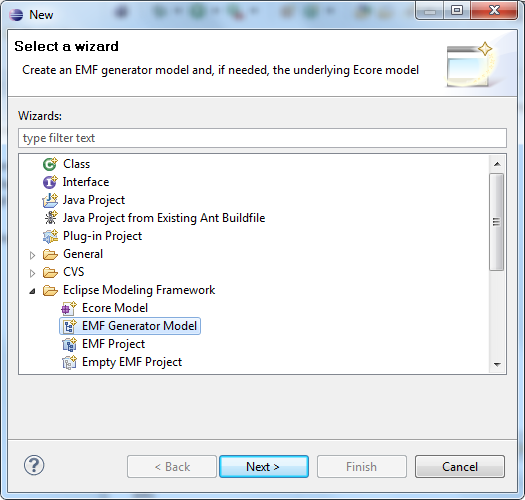 New
Select a wizard
Create an EMF generator model and, if needed, the underlying Ecore model
Wizards:
type filter text
Class
Interface
Java Project
Java Project from Existing Ant Buildfile
Plug-in Project
General
CVS
Eclipse Modeling Framework
Ecore Model
EMF Generator Model
EMF Project
Empty EMF Project
? < Back Next > Finish Cancel